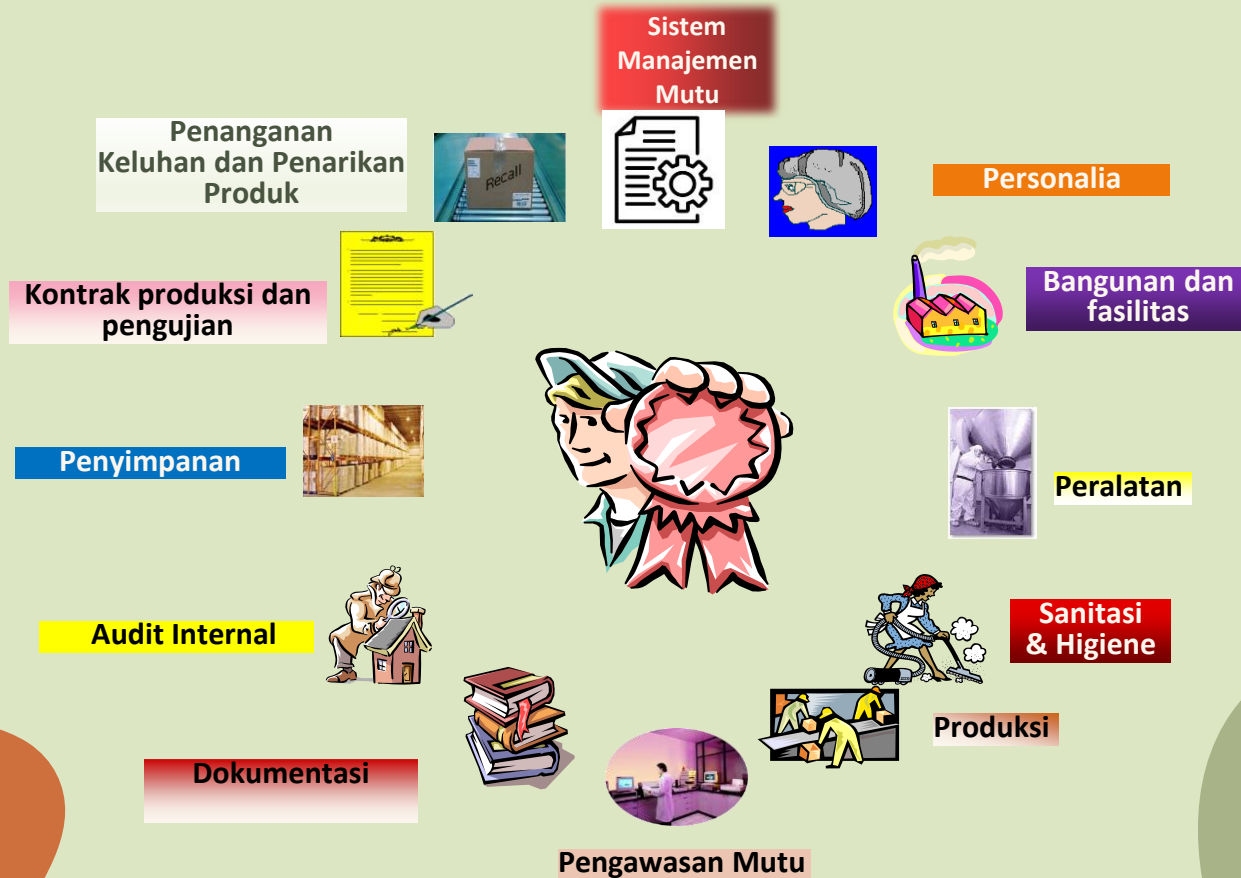 Sistem
Manajemen
Mutu
Penanganan
Keluhan dan Penarikan
Produk
Recall
Personalia
Kontrak produksi dan
pengujian
Bangunan dan
fasilitas
Penyimpanan
Peralatan
Audit Internal
Sanitasi
& Higiene
Produksi
Dokumentasi
Pengawasan Mutu